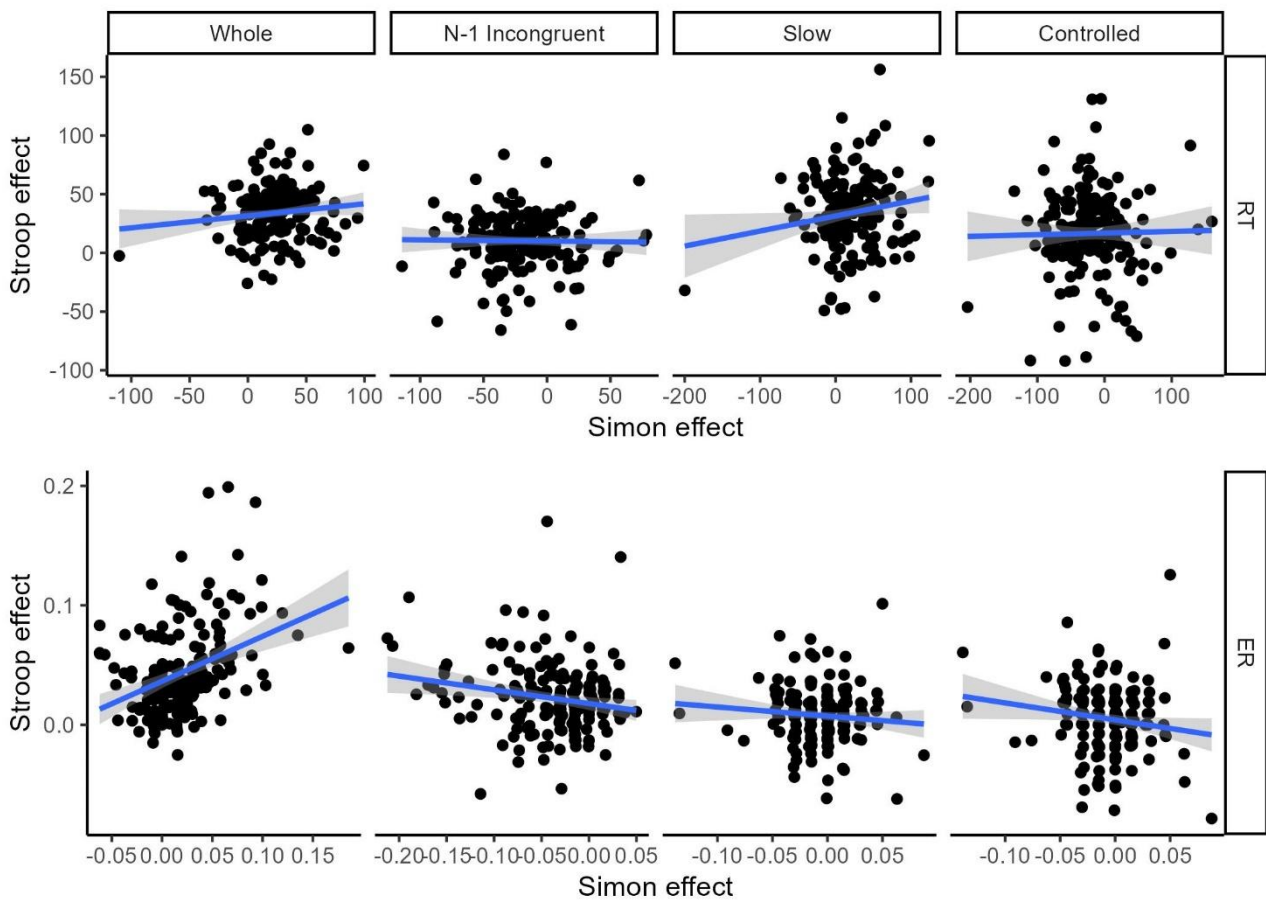 Whole N-1 Incongruent Slow Controlled
150
100
50
0
-50
-100
Stroop effect
RT
-100 -50 0 50 100 -100 -50 0 50 -200 -100 0 100 -200 -100 0 100
Simon effect
0.2
0.1
0.0
Stroop effect
ER
-0.05 0.00 0.05 0.10 0.15 -0.20 -0.15 -0.10 -0.05 0.00 0.05 -0.10 -0.05 0.00 0.05 -0.10 -0.05 0.00 0.05
Simon effect